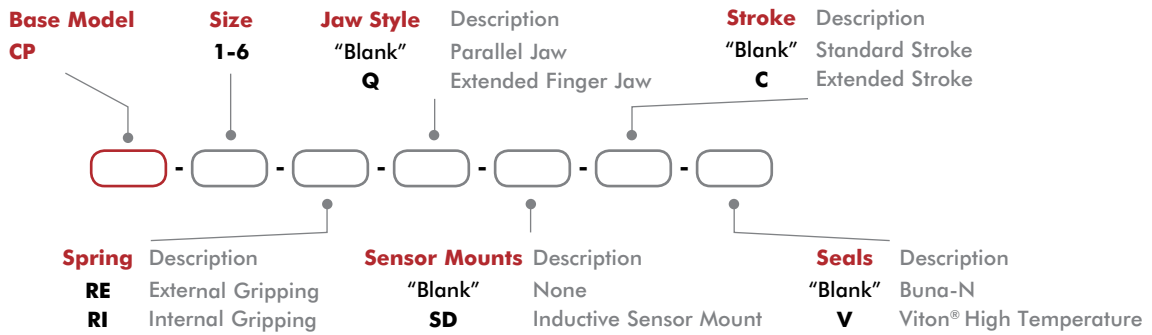 Base Model Size Jaw Style Description Stroke Description
CP 1-6 “Blank” Parallel Jaw “Blank” Standard Stroke
Q Extended Finger Jaw C Extended Stroke
- - - - - -
Spring Description Sensor Mounts Description Seals Description
RE External Gripping “Blank” None “Blank” Buna-N
RI Internal Gripping SD Inductive Sensor Mount V Viton® High Temperature